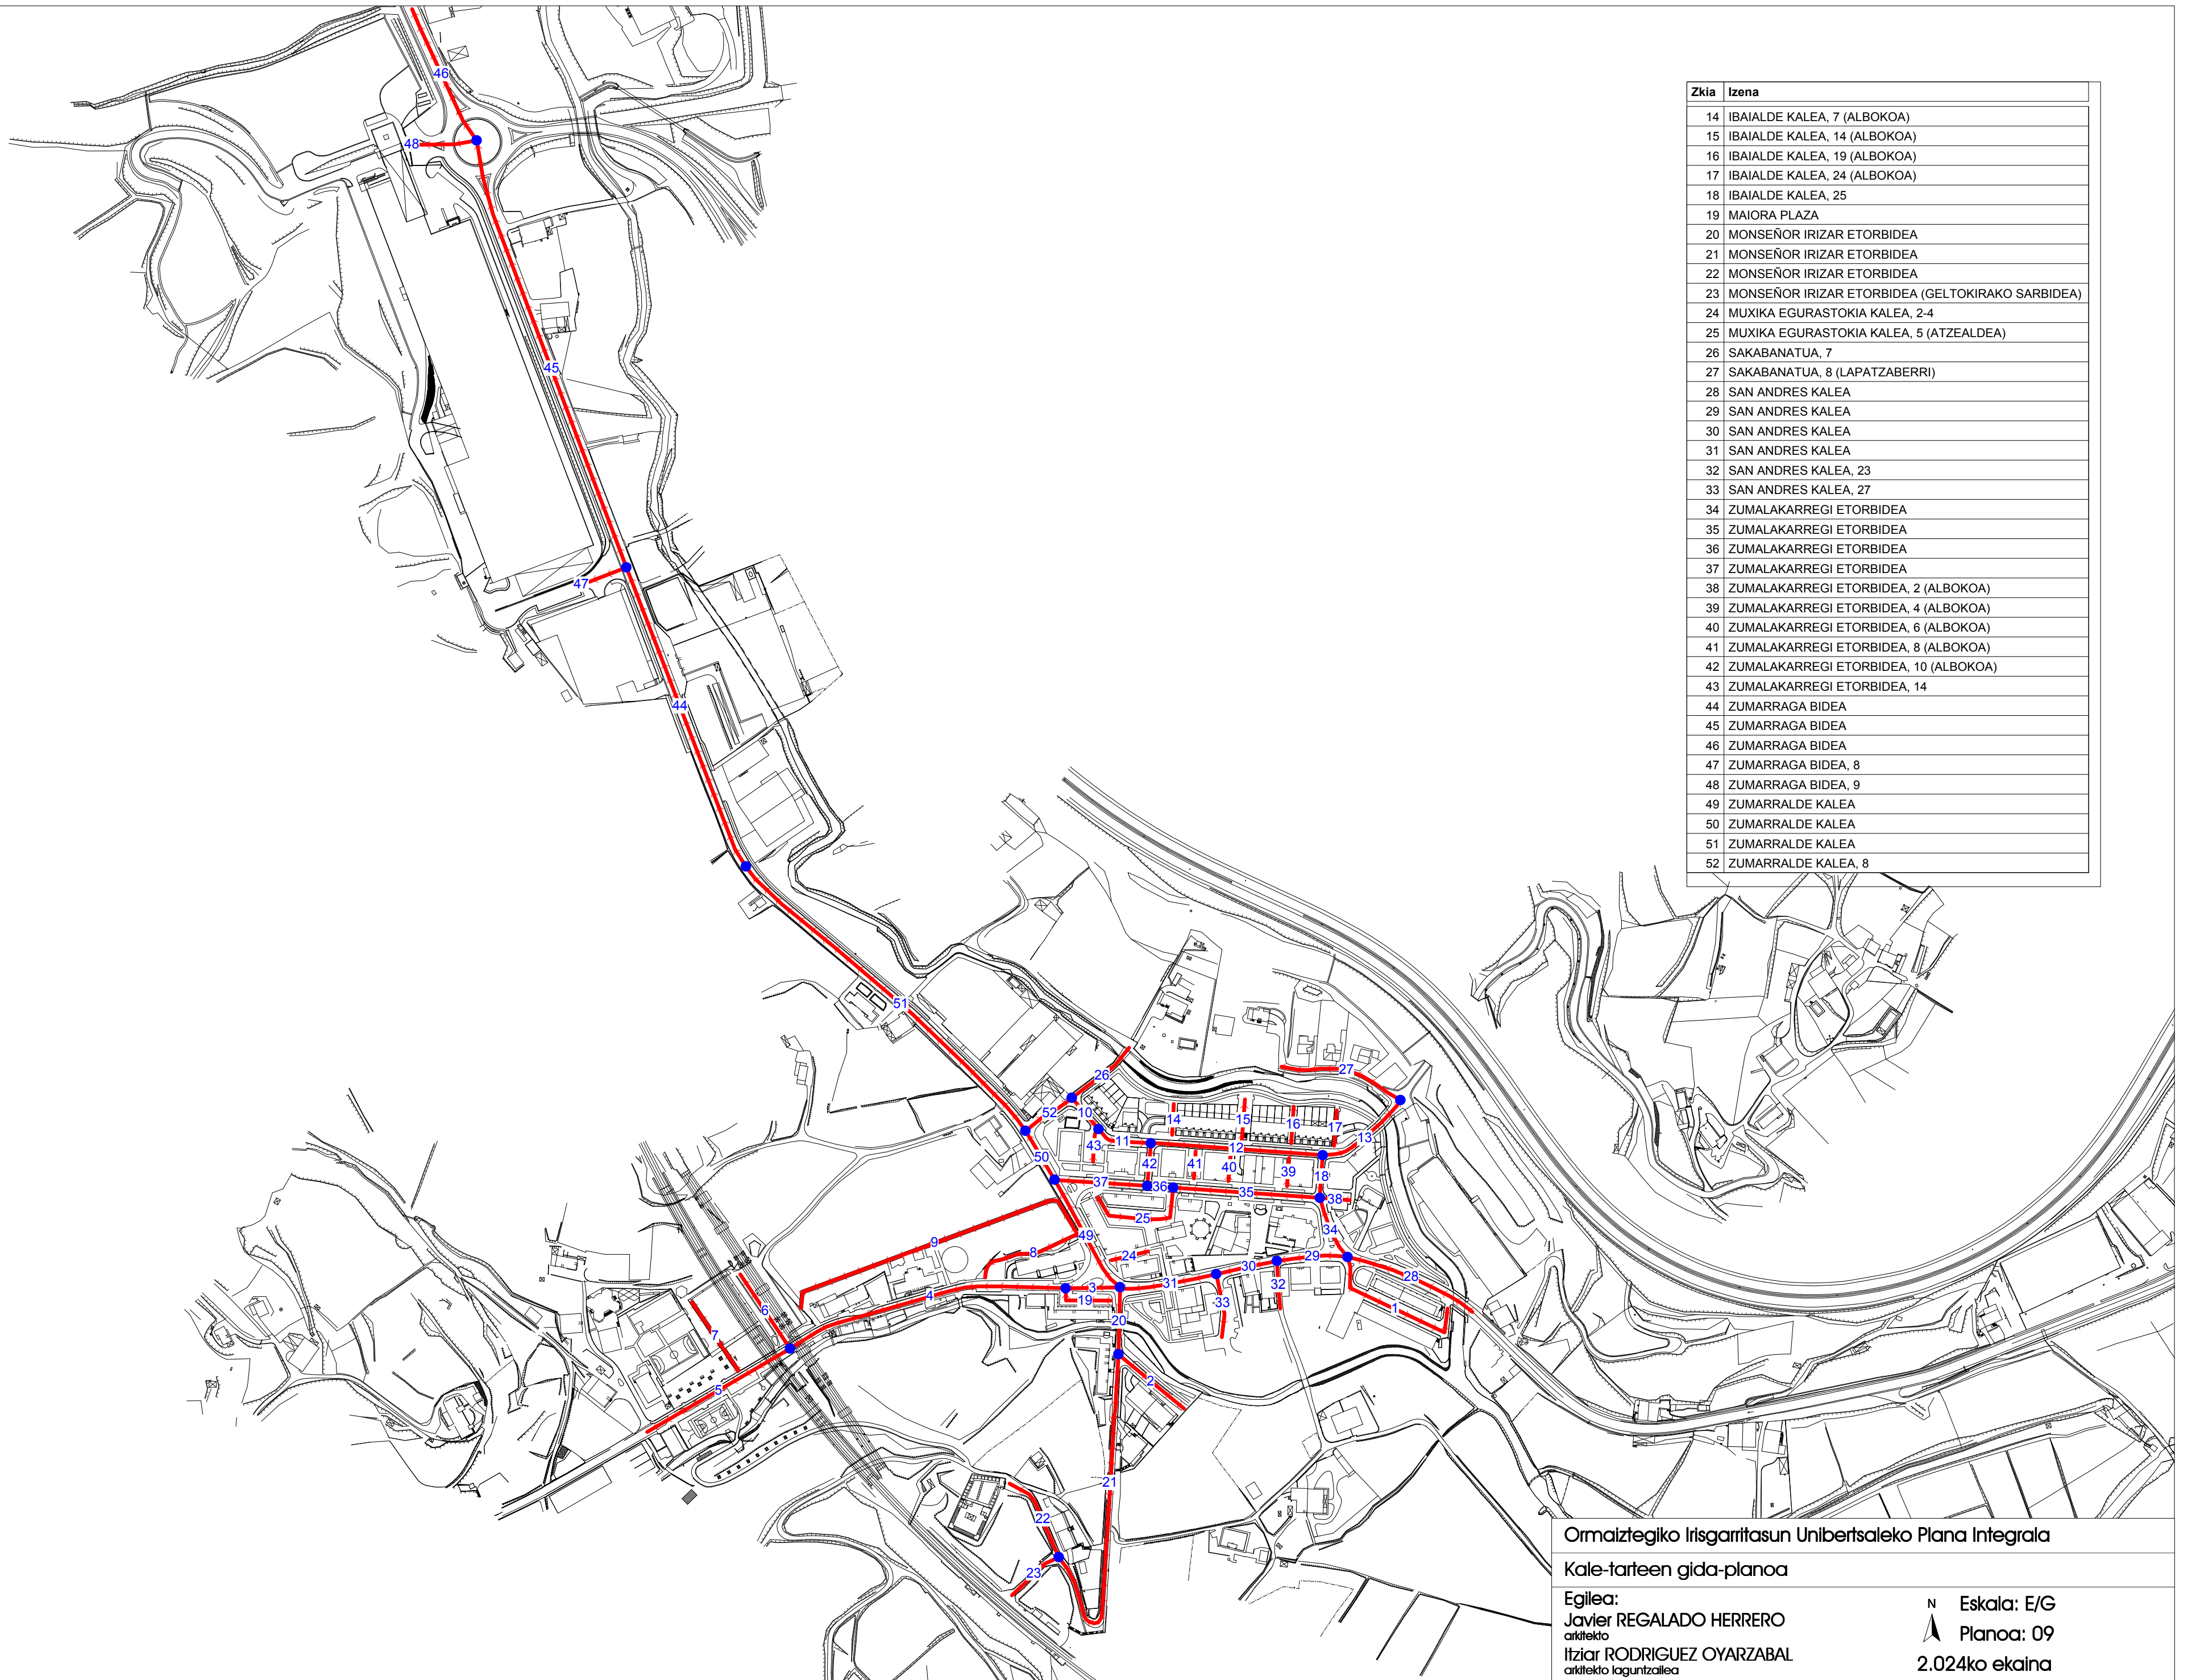 Zkia Izena
14 IBAIALDE KALEA, 7 (ALBOKOA)
15 IBAIALDE KALEA, 14 (ALBOKOA)
16 IBAIALDE KALEA, 19 (ALBOKOA)
17 IBAIALDE KALEA, 24 (ALBOKOA)
18 IBAIALDE KALEA, 25
19 MAIORA PLAZA
20 MONSEÑOR IRIZAR ETORBIDEA
21 MONSEÑOR IRIZAR ETORBIDEA
22 MONSEÑOR IRIZAR ETORBIDEA
23 MONSEÑOR IRIZAR ETORBIDEA (GELTOKIRAKO SARBIDEA)
24 MUXIKA EGURASTOKIA KALEA, 2-4
25 MUXIKA EGURASTOKIA KALEA, 5 (ATZEALDEA)
26 SAKABANATUA, 7
27 SAKABANATUA, 8 (LAPATZABERRI)
28 SAN ANDRES KALEA
29 SAN ANDRES KALEA
30 SAN ANDRES KALEA
31 SAN ANDRES KALEA
32 SAN ANDRES KALEA, 23
33 SAN ANDRES KALEA, 27
34 ZUMALAKARREGI ETORBIDEA
35 ZUMALAKARREGI ETORBIDEA
36 ZUMALAKARREGI ETORBIDEA
37 ZUMALAKARREGI ETORBIDEA
38 ZUMALAKARREGI ETORBIDEA, 2 (ALBOKOA)
39 ZUMALAKARREGI ETORBIDEA, 4 (ALBOKOA)
40 ZUMALAKARREGI ETORBIDEA, 6 (ALBOKOA)
41 ZUMALAKARREGI ETORBIDEA, 8 (ALBOKOA)
42 ZUMALAKARREGI ETORBIDEA, 10 (ALBOKOA)
43 ZUMALAKARREGI ETORBIDEA, 14
44 ZUMARRAGA BIDEA
45 ZUMARRAGA BIDEA
46 ZUMARRAGA BIDEA
47 ZUMARRAGA BIDEA, 8
48 ZUMARRAGA BIDEA, 9
49 ZUMARRALDE KALEA
50 ZUMARRALDE KALEA
51 ZUMARRALDE KALEA
52 ZUMARRALDE KALEA, 8
46
48
45
47
44
51
26
27
52
10
14
15
16
17
13
11
12
43
50
42
41
40
39
18
37
36
35
38
25
34
49
9
8
24
29
30
31
28
32
3
4
19
33
1
6
20
7
2
5
21
22
23
Ormaiztegiko Irisgarritasun Unibertsaleko Plana Integrala
Kale-tarteen gida-planoa
Egilea:
Javier REGALADO HERRERO
arkitekto
Itziar RODRIGUEZ OYARZABAL
arkitekto laguntzailea
N
Eskala: E/G
Planoa: 09
2.024ko ekaina